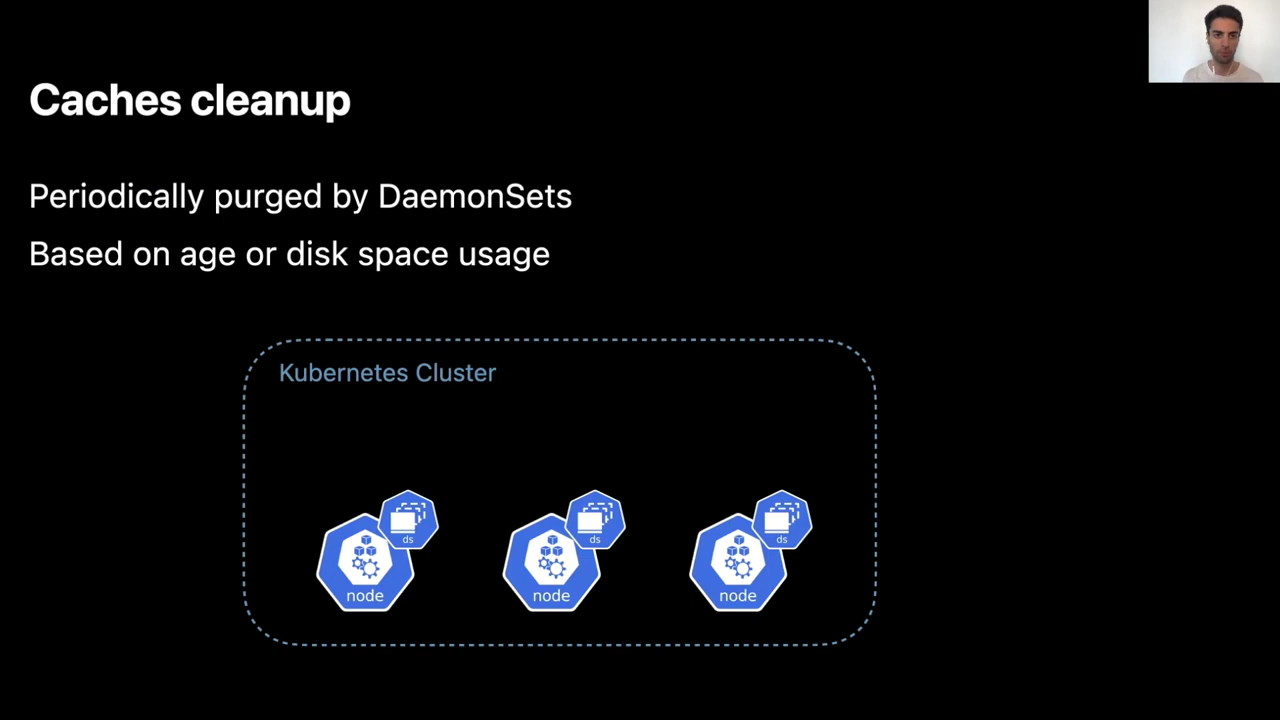 Caches cleanup
Periodically purged by DaemonSets
Based on age or disk space usage
Kubernetes Cluster
ds
ds
ds
node
node
node